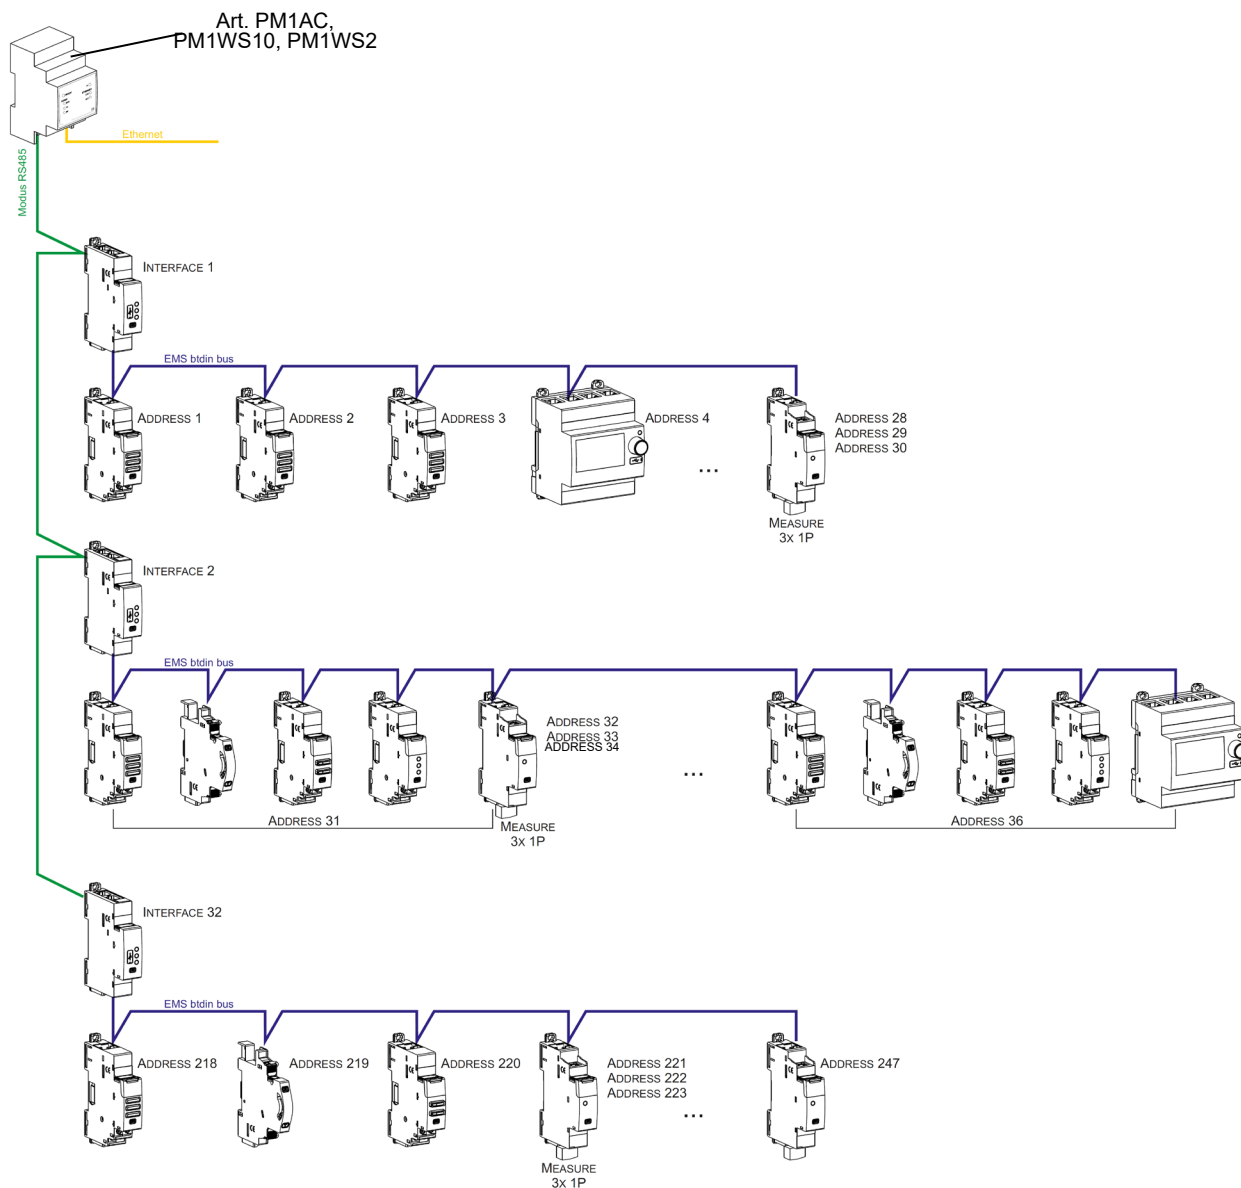 Art. PM1AC,
PM1WS10, PM1WS2
Ethernet
Modus RS485
INTERFACE 1
EMS btdin bus
ADDRESS 1
ADDRESS 2
ADDRESS 3
ADDRESS 4
...
ADDRESS 28
ADDRESS 29
ADDRESS 30
MEASURE
3X 1P
INTERFACE 2
EMS btdin bus
ADDRESS 32
ADDRESS 33
ADDRESS 34
...
ADDRESS 31
MEASURE
3X 1P
ADDRESS 36
INTERFACE 32
EMS btdin bus
ADDRESS 218
ADDRESS 219
ADDRESS 220
ADDRESS 221
ADDRESS 222
ADDRESS 223
...
ADDRESS 247
MEASURE
3X 1P